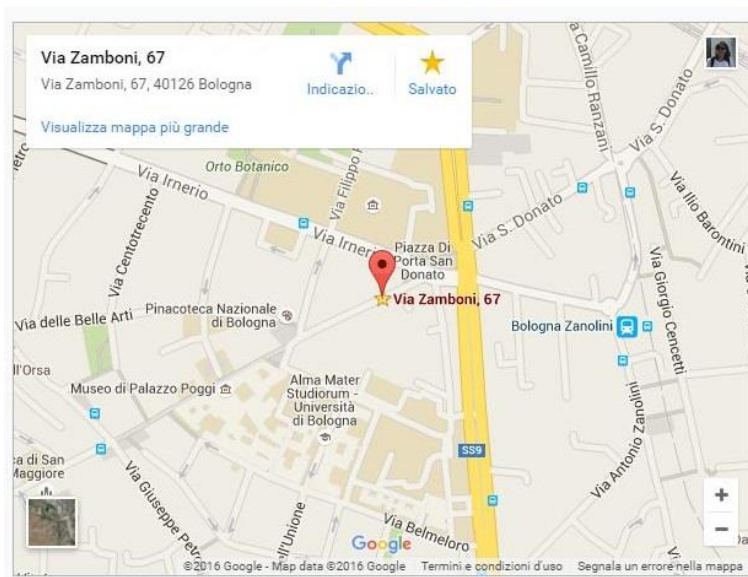 Via Zamboni, 67
Via Zamboni, 67, 40126 Bologna
Indicazio..
Salvato
Visualizza mappa più grande
Via Camillo Ranzani
Via S. Donato
Orto Botanico
Via Irnerio
Via Filippo
Via Centotrecento
Via Irnerio
Piazza Di
Porta San
Donato
Via S. Donato
Via Ilio Barontini
Via Giorgio Cencetti
Via Zamboni, 67
Pinacoteca Nazionale
di Bologna
Via delle Belle Arti
Bologna Zanolini
ll'Orsa
Museo di Palazzo Poggi
Alma Mater
Studiorum -
Università
di Bologna
SS9
Via Antonio Zanolini
ca di San
Maggiore
Via Giuseppe Petro
ell'Unione
Via Belmeloro
Google
©2016 Google - Map data ©2016 Google
Termini e condizioni d'uso
Segnala un errore nella mappa
+
−